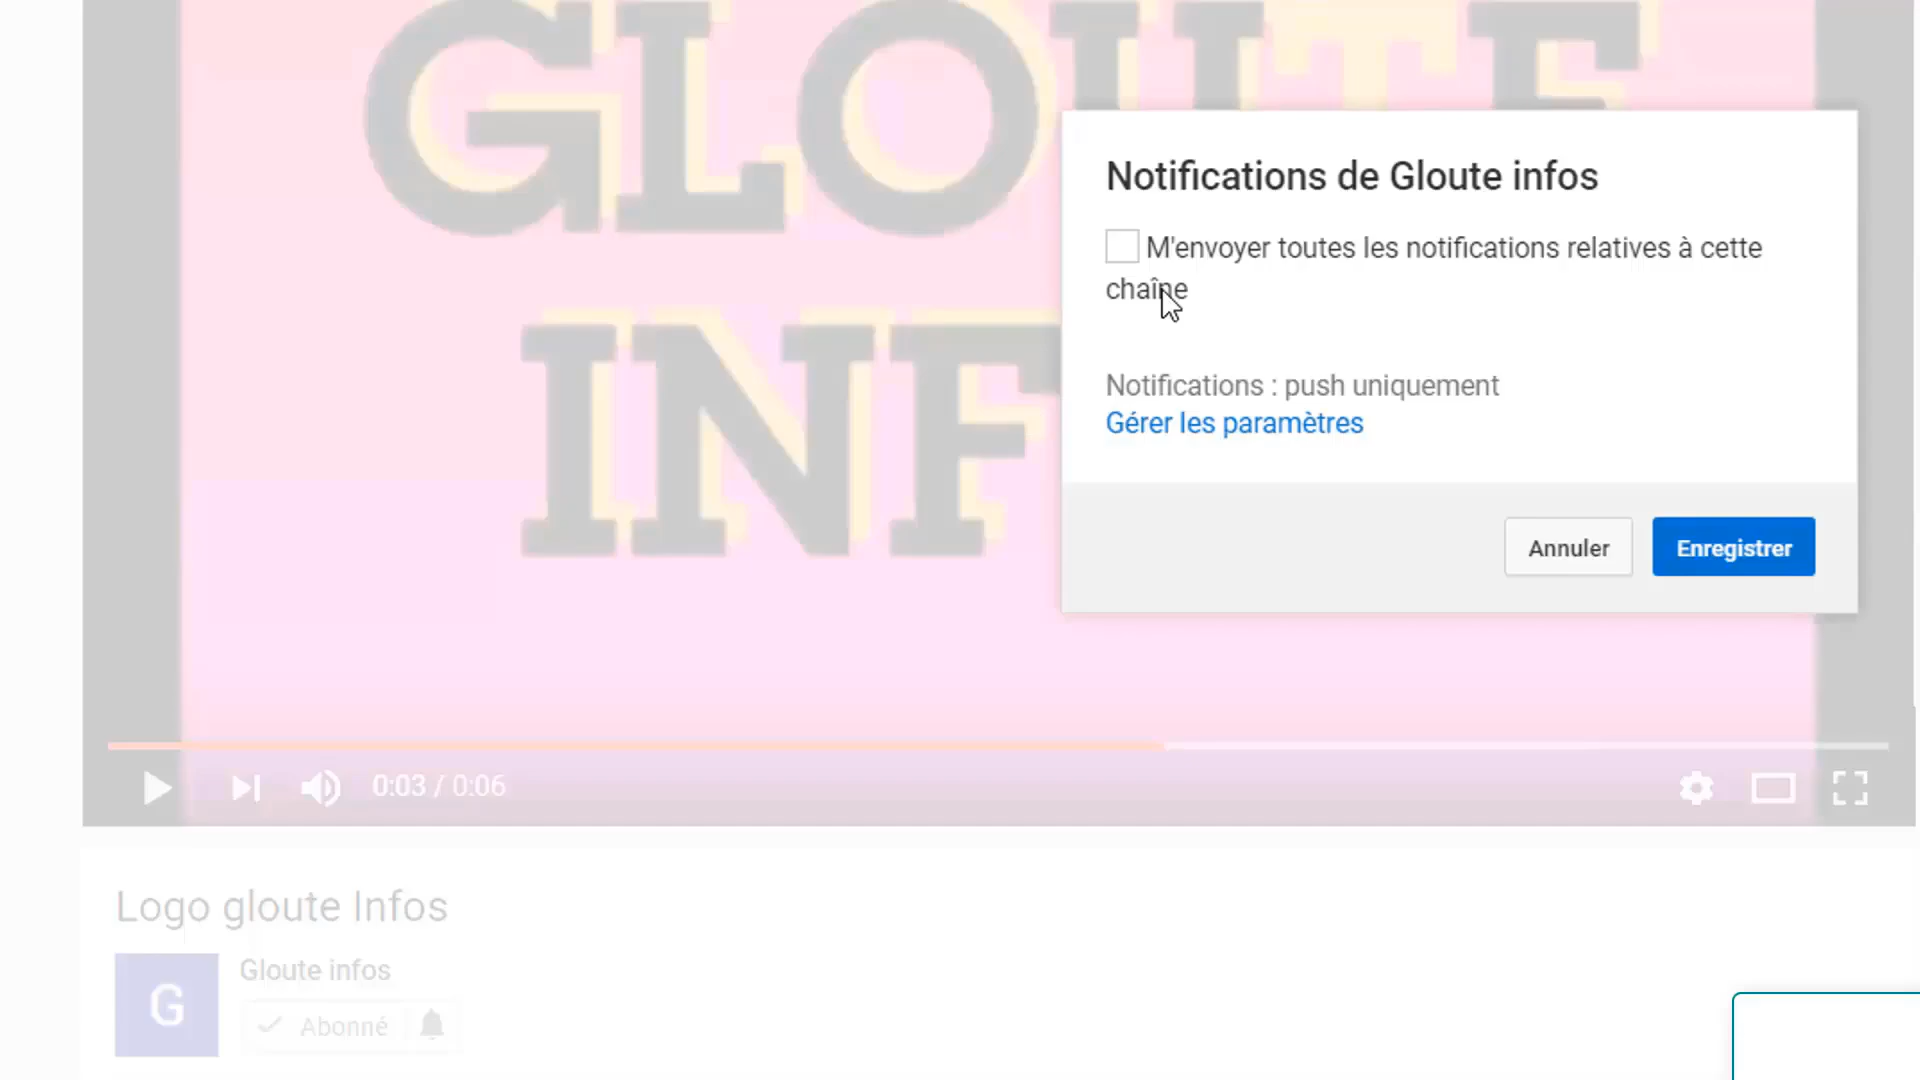 GLOUTE
INF
Notifications de Gloute infos
M'envoyer toutes les notifications relatives à cette
chaîne
Notifications : push uniquement
Gérer les paramètres
Annuler
Enregistrer
0:03 / 0:06
Logo gloute Infos
G
Gloute infos
Abonné